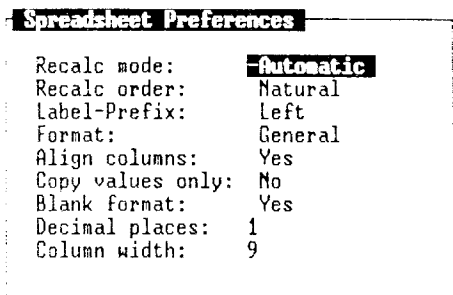 Spreadsheet Preferences
Recalc mode: Automatic
Recalc order: Natural
Label-Prefix: Left
Format: General
Align columns: Yes
Copy values only: No
Blank format: Yes
Decimal places: 1
Column width: 9